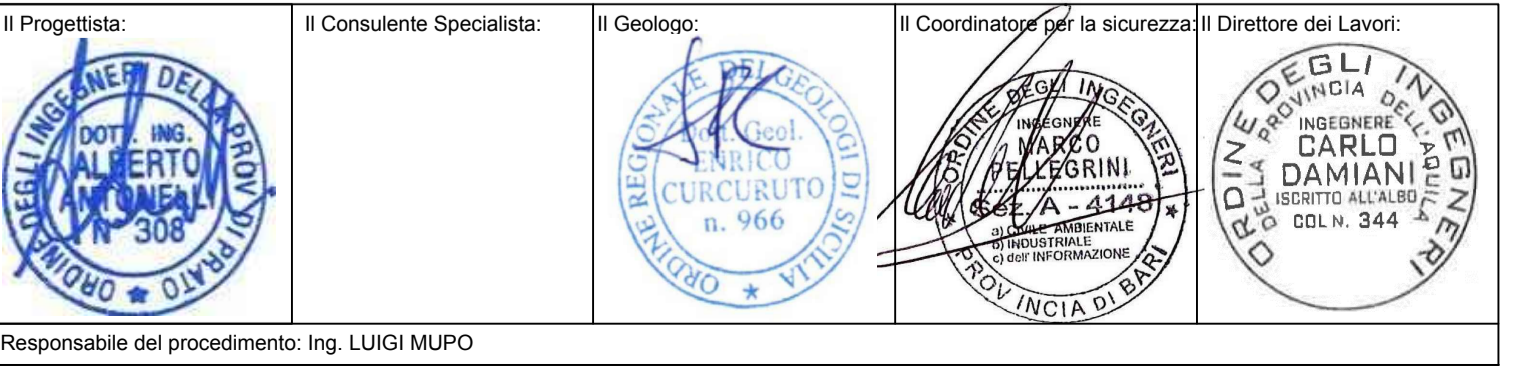 Il Progettista:
Il Consulente Specialista:
Il Geologo:
Il Coordinatore per la sicurezza:
Il Direttore dei Lavori:
ORDINE DEGLI INGEGNERI DELLA PROV. DI PRATO
DOTT. ING.
ALBERTO
ANTONELLI
N° 308
ORDINE REGIONALE DEI GEOLOGI DI SICILIA
Dott. Geol.
ENRICO
CURCURUTO
n. 966
ORDINE DEGLI INGEGNERI
PROVINCIA DI BARI
INGEGNERE
MARCO
PELLEGRINI
Sez. A - 4148
a) CIVILE AMBIENTALE
b) INDUSTRIALE
c) dell' INFORMAZIONE
ORDINE DEGLI INGEGNERI
DELLA PROVINCIA DELL'AQUILA
INGEGNERE
CARLO
DAMIANI
ISCRITTO ALL'ALBO
COL N. 344
Responsabile del procedimento: Ing. LUIGI MUPO